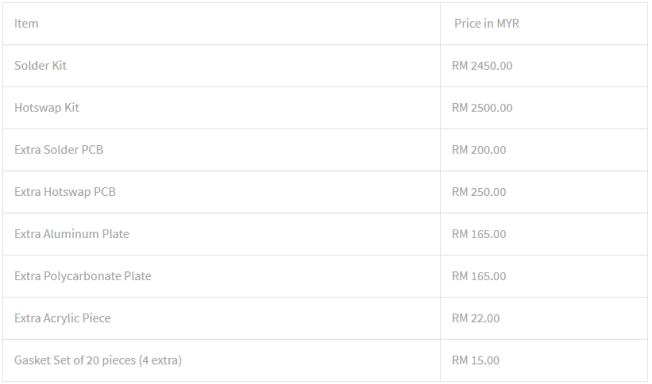 Item Price in MYR
Solder Kit RM 2450.00
Hotswap Kit RM 2500.00
Extra Solder PCB RM 200.00
Extra Hotswap PCB RM 250.00
Extra Aluminum Plate RM 165.00
Extra Polycarbonate Plate RM 165.00
Extra Acrylic Piece RM 22.00
Gasket Set of 20 pieces (4 extra) RM 15.00